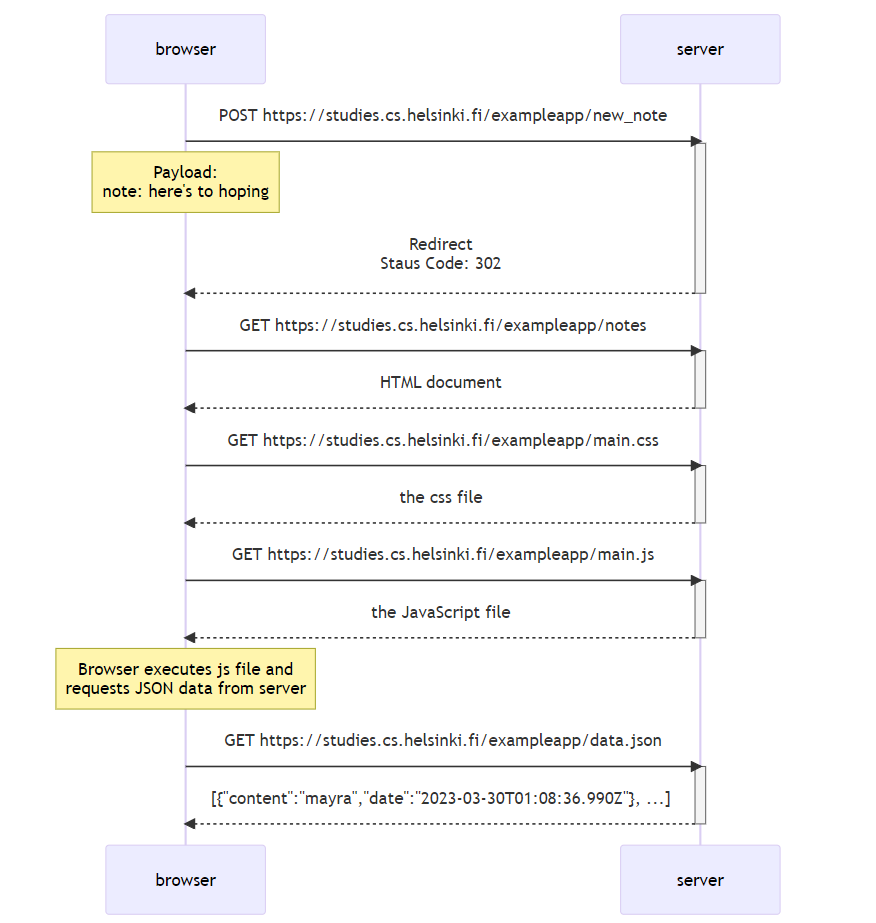 browser
server
POST https://studies.cs.helsinki.fi/exampleapp/new_note
Payload:
note: here's to hoping
Redirect
Staus Code: 302
GET https://studies.cs.helsinki.fi/exampleapp/notes
HTML document
GET https://studies.cs.helsinki.fi/exampleapp/main.css
the css file
GET https://studies.cs.helsinki.fi/exampleapp/main.js
the JavaScript file
Browser executes js file and
requests JSON data from server
GET https://studies.cs.helsinki.fi/exampleapp/data.json
[{"content":"mayra","date":"2023-03-30T01:08:36.990Z"}, ...]
browser
server